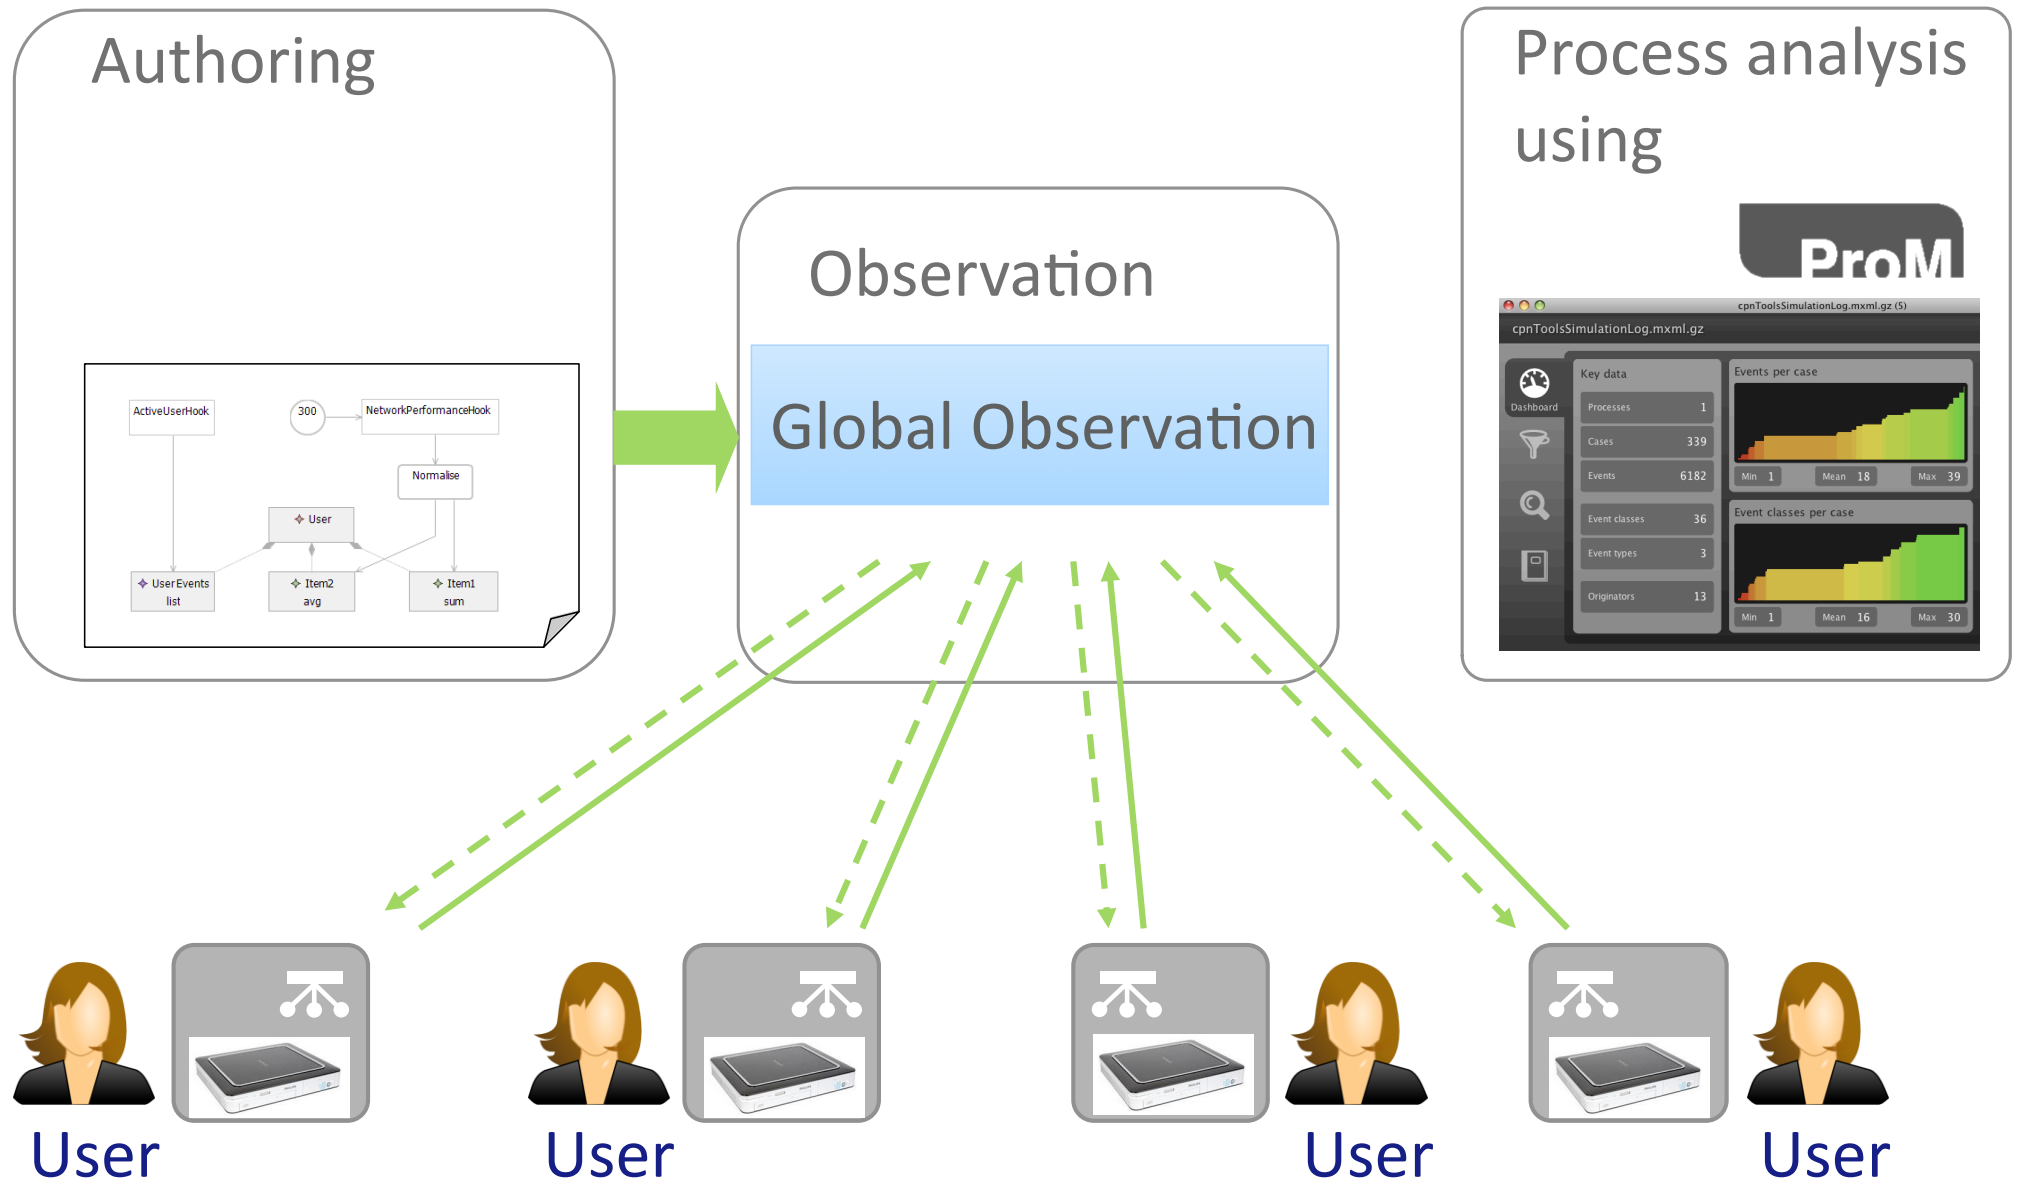 Authoring
ActiveUserHook
300
NetworkPerformanceHook
Normalise
User
UserEvents
list
Item2
avg
Item1
sum
Observation
Global Observation
Process analysis
using
ProM
cpnToolsSimulationLog.mxml.gz (5)
cpnToolsSimulationLog.mxml.gz
Dashboard
Key data
Processes 1
Cases 339
Events 6182
Event classes 36
Event types 3
Originators 13
Events per case
Min 1 Mean 18 Max 39
Event classes per case
Min 1 Mean 16 Max 30
User
User
User
User